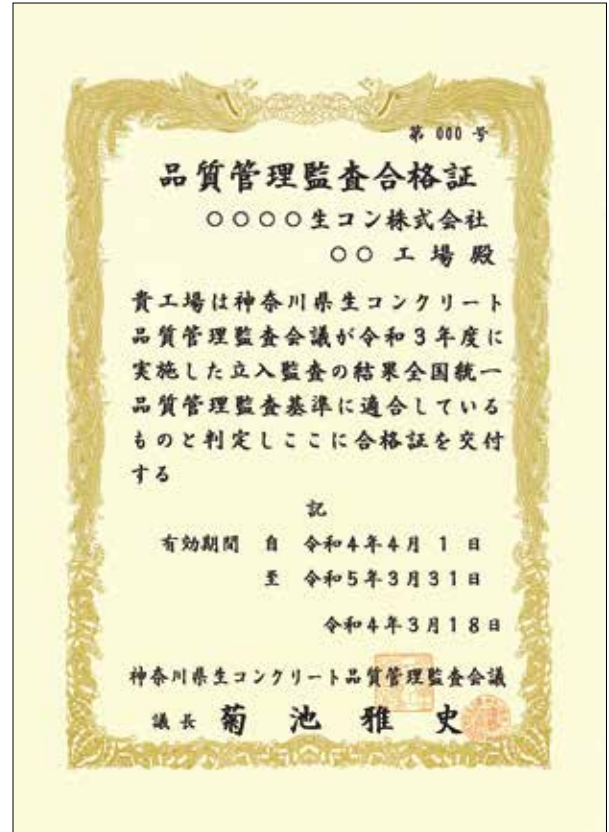 第 000 号
品質管理監査合格証
○○○○生コン株式会社
○○ 工 場 殿
貴工場は神奈川県生コンクリート
品質管理監査会議が令和3年度に
実施した立入監査の結果全国統一
品質管理監査基準に適合している
ものと判定しここに合格証を交付
する
記
有効期間 自 令和4年4月 1 日
至 令和5年3月31日
令和4年3月18日
神奈川県生コンクリート品質管理監査会議
議長 菊 池 雅 史